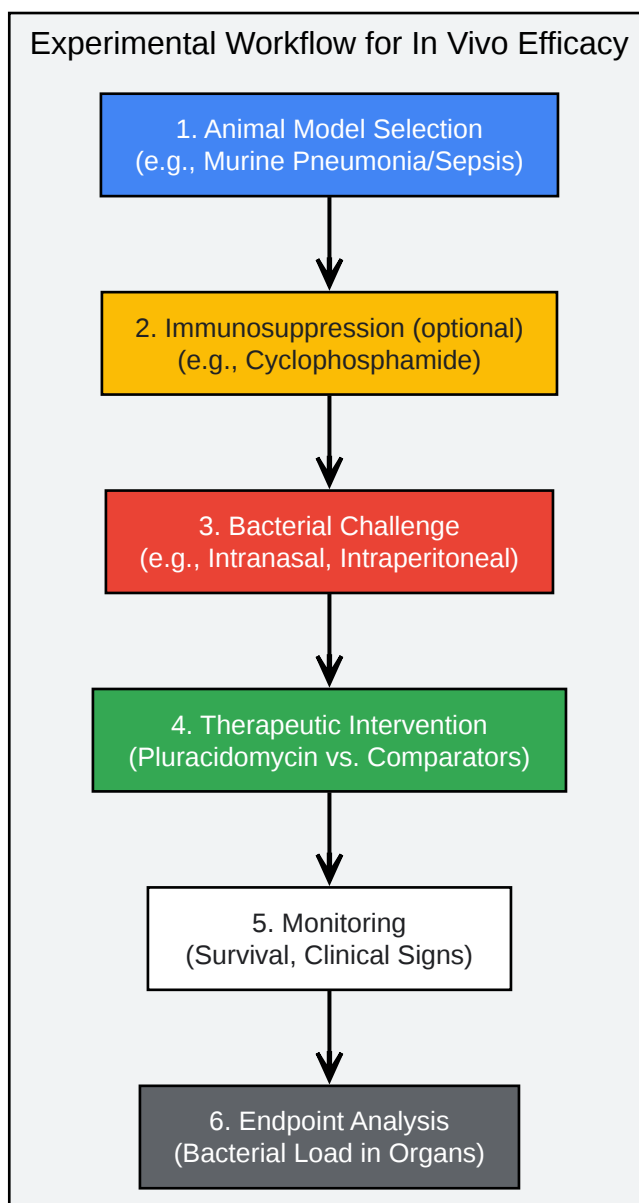 Experimental Workflow for In Vivo Efficacy
1. Animal Model Selection
(e.g., Murine Pneumonia/Sepsis)
2. Immunosuppression (optional)
(e.g., Cyclophosphamide)
3. Bacterial Challenge
(e.g., Intranasal, Intraperitoneal)
4. Therapeutic Intervention
(Pluracidomycin vs. Comparators)
5. Monitoring
(Survival, Clinical Signs)
6. Endpoint Analysis
(Bacterial Load in Organs)